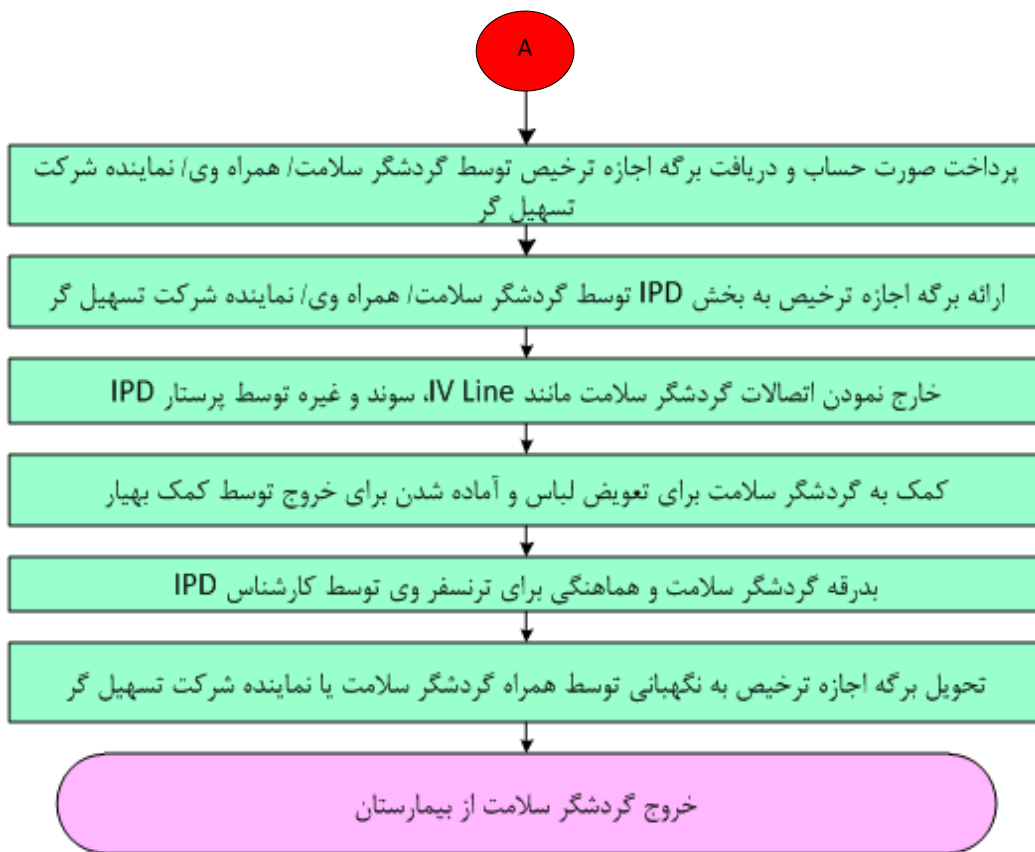 A
پرداخت صورت حساب و دریافت برگه اجازه ترخیص توسط گردشگر سلامت/ همراه وی/ نماینده شرکت
تسهیل گر
ارائه برگه اجازه ترخیص به بخش IPD توسط گردشگر سلامت/ همراه وی/ نماینده شرکت تسهیل گر
خارج نمودن اتصالات گردشگر سلامت مانند IV Line، سوند و غیره توسط پرستار IPD
کمک به گردشگر سلامت برای تعویض لباس و آماده شدن برای خروج توسط کمک بهیار
بدرقه گردشگر سلامت و هماهنگی برای ترنسفر وی توسط کارشناس IPD
تحویل برگه اجازه ترخیص به نگهبانی توسط همراه گردشگر سلامت یا نماینده شرکت تسهیل گر
خروج گردشگر سلامت از بیمارستان